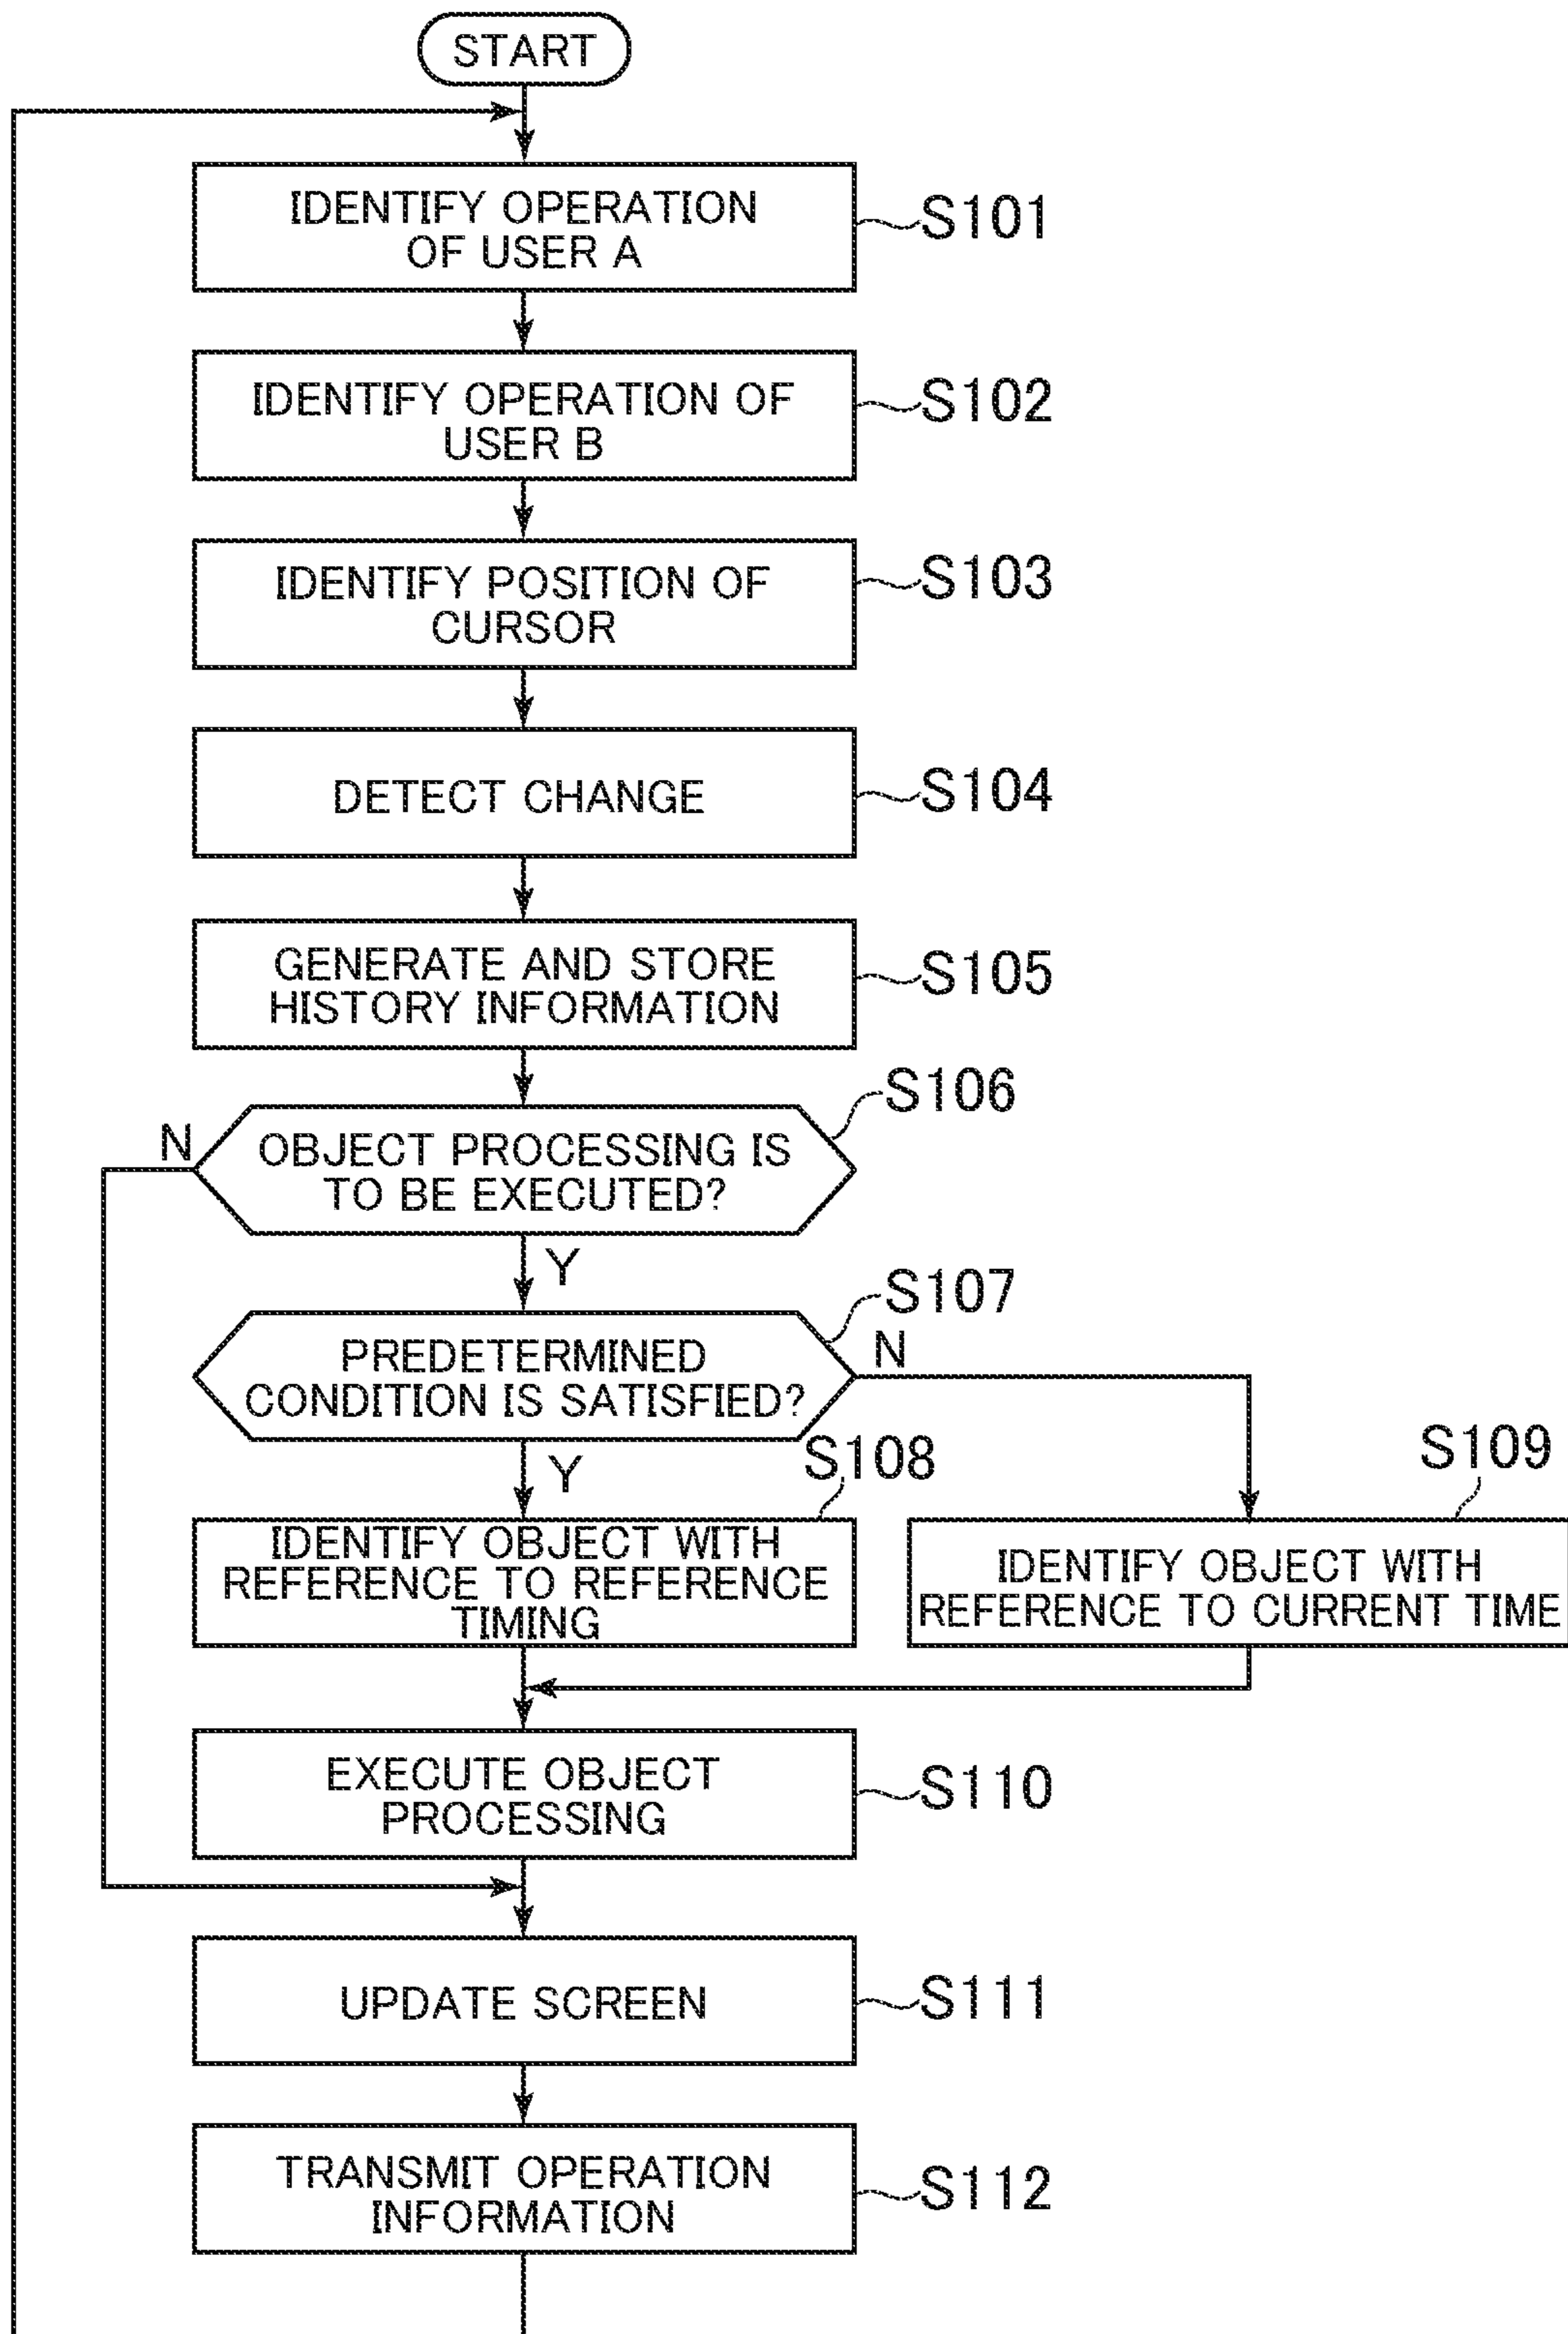 START
IDENTIFY OPERATION
OF USER A
S101
IDENTIFY OPERATION OF
USER B
S102
IDENTIFY POSITION OF
CURSOR
S103
DETECT CHANGE
S104
GENERATE AND STORE
HISTORY INFORMATION
S105
S106
N
OBJECT PROCESSING IS
TO BE EXECUTED?
Y
S107
PREDETERMINED
CONDITION IS SATISFIED?
N
Y
S108
IDENTIFY OBJECT WITH
REFERENCE TO REFERENCE
TIMING
S109
IDENTIFY OBJECT WITH
REFERENCE TO CURRENT TIME
EXECUTE OBJECT
PROCESSING
S110
UPDATE SCREEN
S111
TRANSMIT OPERATION
INFORMATION
S112